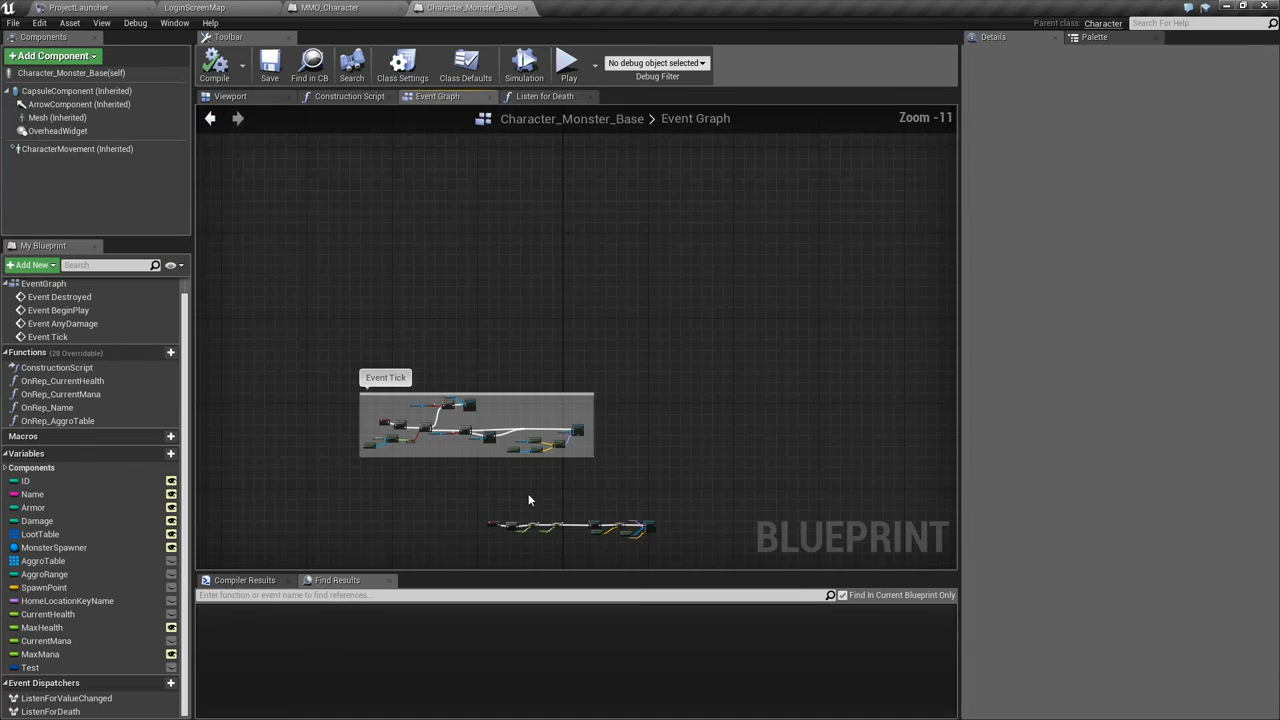 ProjectLauncher
LoginScreenMap
MMO_Character
Character_Monster_Base
File Edit Asset View Debug Window Help
Parent class: Character
Search For Help
Components
Toolbar
Details
Palette
+Add Component
Compile
Save
Find in CB
Search
Class Settings
Class Defaults
Simulation
Play
No debug object selected
Debug Filter
Character_Monster_Base(self)
CapsuleComponent (Inherited)
ArrowComponent (Inherited)
Mesh (Inherited)
OverheadWidget
CharacterMovement (Inherited)
Viewport
Construction Script
Event Graph
Listen for Death
Character_Monster_Base > Event Graph
Zoom -11
My Blueprint
+Add New
Search
EventGraph
Event Destroyed
Event BeginPlay
Event AnyDamage
Event Tick
Functions (28 Overridable)
ConstructionScript
OnRep_CurrentHealth
OnRep_CurrentMana
OnRep_Name
OnRep_AggroTable
Macros
Variables
Components
ID
Name
Armor
Damage
LootTable
MonsterSpawner
AggroTable
AggroRange
SpawnPoint
HomeLocationKeyName
CurrentHealth
MaxHealth
CurrentMana
MaxMana
Test
Event Dispatchers
ListenForValueChanged
ListenForDeath
Event Tick
BLUEPRINT
Compiler Results
Find Results
Enter function or event name to find references...
Find In Current Blueprint Only